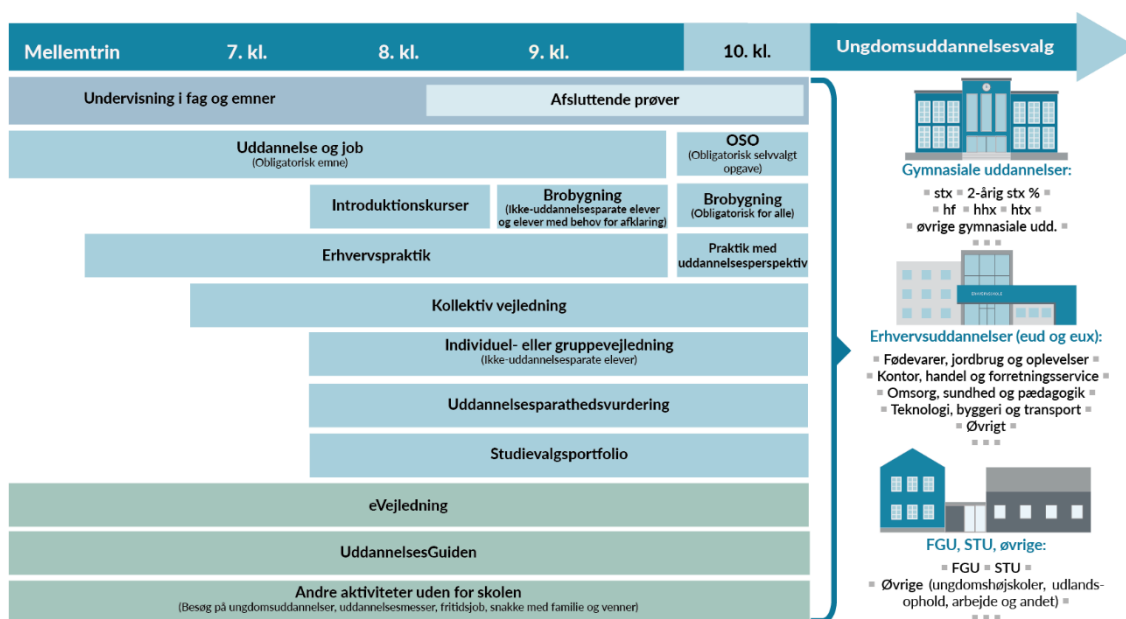 Mellemtrin
7. kl.
8. kl.
9. kl.
10. kl.
Ungdomsuddannelsesvalg
Undervisning i fag og emner
Afsluttende prøver
Uddannelse og job
(Obligatorisk emne)
OSO
(Obligatorisk selvvalgt
opgave)
Introduktionskurser
Brobygning
(Ikke-uddannelsesparate elever
og elever med behov for afklaring)
Brobygning
(Obligatorisk for alle)
Erhvervspraktik
Praktik med
uddannelsesperspektiv
Kollektiv vejledning
Individuel- eller gruppevejledning
(Ikke-uddannelsesparate elever)
Uddannelsesparathedsvurdering
Studievalgsportfolio
eVejledning
UddannelsesGuiden
Andre aktiviteter uden for skolen
(Besøg på ungdomsuddannelser, uddannelsesmesser, fritidsjob, snakke med familie og venner)
Gymnasiale uddannelser:
▪ stx ▪ 2-årig stx %
▪ hf ▪ hhx ▪ htx
▪ øvrige gymnasiale udd.
▪ ▪ ▪
Erhvervsuddannelser (eud og eux):
▪ Fødevarer, jordbrug og oplevelser
▪ Kontor, handel og forretningsservice ▪
▪ Omsorg, sundhed og pædagogik ▪
▪ Teknologi, byggeri og transport ▪
▪ Øvrigt ▪
▪ ▪ ▪
FGU, STU, øvrige:
▪ FGU ▪ STU
▪ Øvrige (ungdomshøjskoler, udlands-
ophold, arbejde og andet) ▪
▪ ▪ ▪